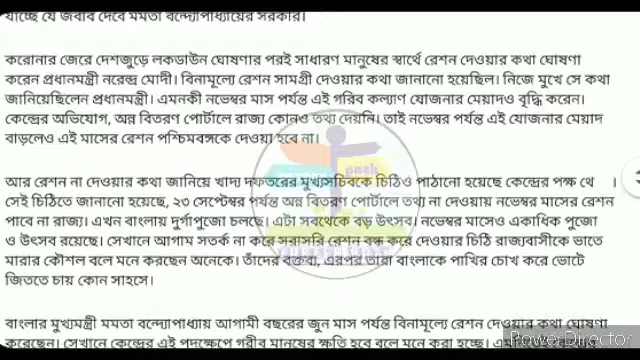 যাচ্ছে যে জবাব দেবে মমতা বন্দ্যোপাধ্যায়ের সরকার।
করোনার জেরে দেশজুড়ে লকডাউন ঘোষণার পরই সাধারণ মানুষের স্বার্থে রেশন দেওয়ার কথা ঘোষণা
করেন প্রধানমন্ত্রী নরেন্দ্র মোদী। বিনামূল্যে রেশন সামগ্রী দেওয়ার কথা জানানো হয়েছিল। নিজে মুখে সে কথা
জানিয়েছিলেন প্রধানমন্ত্রী। এমনকী নভেম্বর মাস পর্যন্ত এই গরিব কল্যাণ যোজনার মেয়াদও বৃদ্ধি করেন।
কেন্দ্রের অভিযোগ, অন্ন বিতরণ পোর্টালে রাজ্য কোনও তথ্য দেয়নি। তাই নভেম্বর পর্যন্ত এই যোজনার মেয়াদ
বাড়লেও এই মাসের রেশন পশ্চিমবঙ্গকে দেওয়া হবে না।
আর রেশন না দেওয়ার কথা জানিয়ে খাদ্য দফতরের মুখ্যসচিবকে চিঠিও পাঠানো হয়েছে কেন্দ্রের পক্ষ থে ।
সেই চিঠিতে জানানো হয়েছে, ২৩ সেপ্টেম্বর পর্যন্ত অন্ন বিতরণ পোর্টালে তথ্য না দেওয়ায় নভেম্বর মাসের রেশন
পাবে না রাজ্য। এখন বাংলায় দুর্গাপুজো চলছে। এটা সবথেকে বড় উৎসব। নভেম্বর মাসেও একাধিক পুজো
ও উৎসব রয়েছে। সেখানে আগাম সতর্ক না করে সরাসরি রেশন বন্ধ করে দেওয়ার চিঠি রাজ্যবাসীকে ভাতে
মারার কৌশল বলে মনে করছেন অনেকে। তাঁদের বক্তব্য, এরপর তারা বাংলাকে পাখির চোখ করে ভোটে
জিততে চায় কোন সাহসে।
বাংলার মুখ্যমন্ত্রী মমতা বন্দ্যোপাধ্যায় আগামী বছরের জুন মাস পর্যন্ত বিনামূল্যে রেশন দেওয়ার কথা ঘোষণা
করেছেন। সেখানে কেন্দ্রের এই পদক্ষেপে গরীব মানুষের ক্ষতি হবে বলে মনে করা হচ্ছে।
PowerDirector